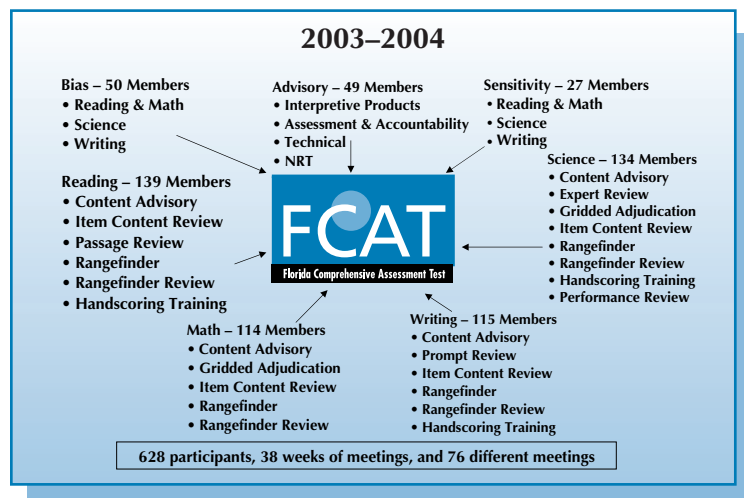 2003–2004
Bias – 50 Members
• Reading & Math
• Science
• Writing
Advisory – 49 Members
• Interpretive Products
• Assessment & Accountability
• Technical
• NRT
Sensitivity – 27 Members
• Reading & Math
• Science
• Writing
Reading – 139 Members
• Content Advisory
• Item Content Review
• Passage Review
• Rangefinder
• Rangefinder Review
• Handscoring Training
FCAT
Florida Comprehensive Assessment Test
Science – 134 Members
• Content Advisory
• Expert Review
• Gridded Adjudication
• Item Content Review
• Rangefinder
• Rangefinder Review
• Handscoring Training
• Performance Review
Math – 114 Members
• Content Advisory
• Gridded Adjudication
• Item Content Review
• Rangefinder
• Rangefinder Review
Writing – 115 Members
• Content Advisory
• Prompt Review
• Item Content Review
• Rangefinder
• Rangefinder Review
• Handscoring Training
628 participants, 38 weeks of meetings, and 76 different meetings